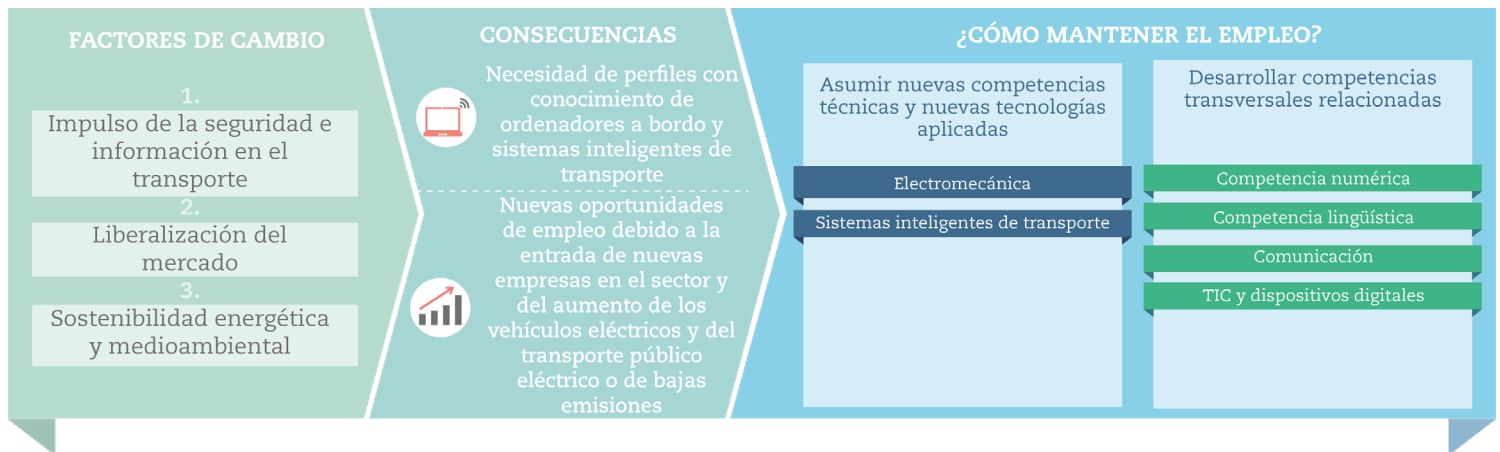 FACTORES DE CAMBIO
1.
Impulso de la seguridad e
información en el
transporte
2.
Liberalización del
mercado
3.
Sostenibilidad energética
y medioambiental
CONSECUENCIAS
Necesidad de perfiles con
conocimiento de
ordenadores a bordo y
sistemas inteligentes de
transporte
Nuevas oportunidades
de empleo debido a la
entrada de nuevas
empresas en el sector y
del aumento de los
vehículos eléctricos y del
transporte público
eléctrico o de bajas
emisiones
¿CÓMO MANTENER EL EMPLEO?
Asumir nuevas competencias
técnicas y nuevas tecnologías
aplicadas
Electromecánica
Sistemas inteligentes de transporte
Desarrollar competencias
transversales relacionadas
Competencia numérica
Competencia lingüística
Comunicación
TIC y dispositivos digitales